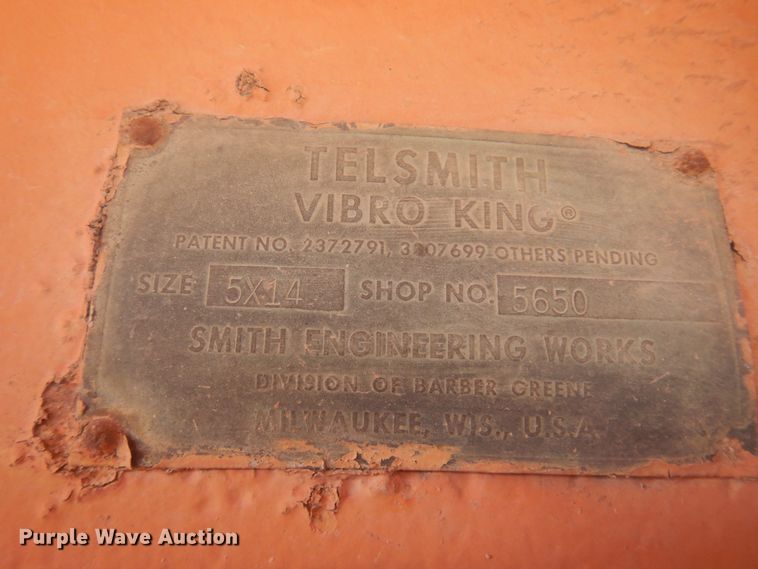 TELSMITH
VIBRO KING®
PATENT NO. 2372791, OTHERS PENDING
SIZE 5X14 SHOP NO. 5650
SMITH ENGINEERING WORKS
DIVISION OF BARBER GREENE
MILWAUKEE, WIS., U.S.A.
Purple Wave Auction